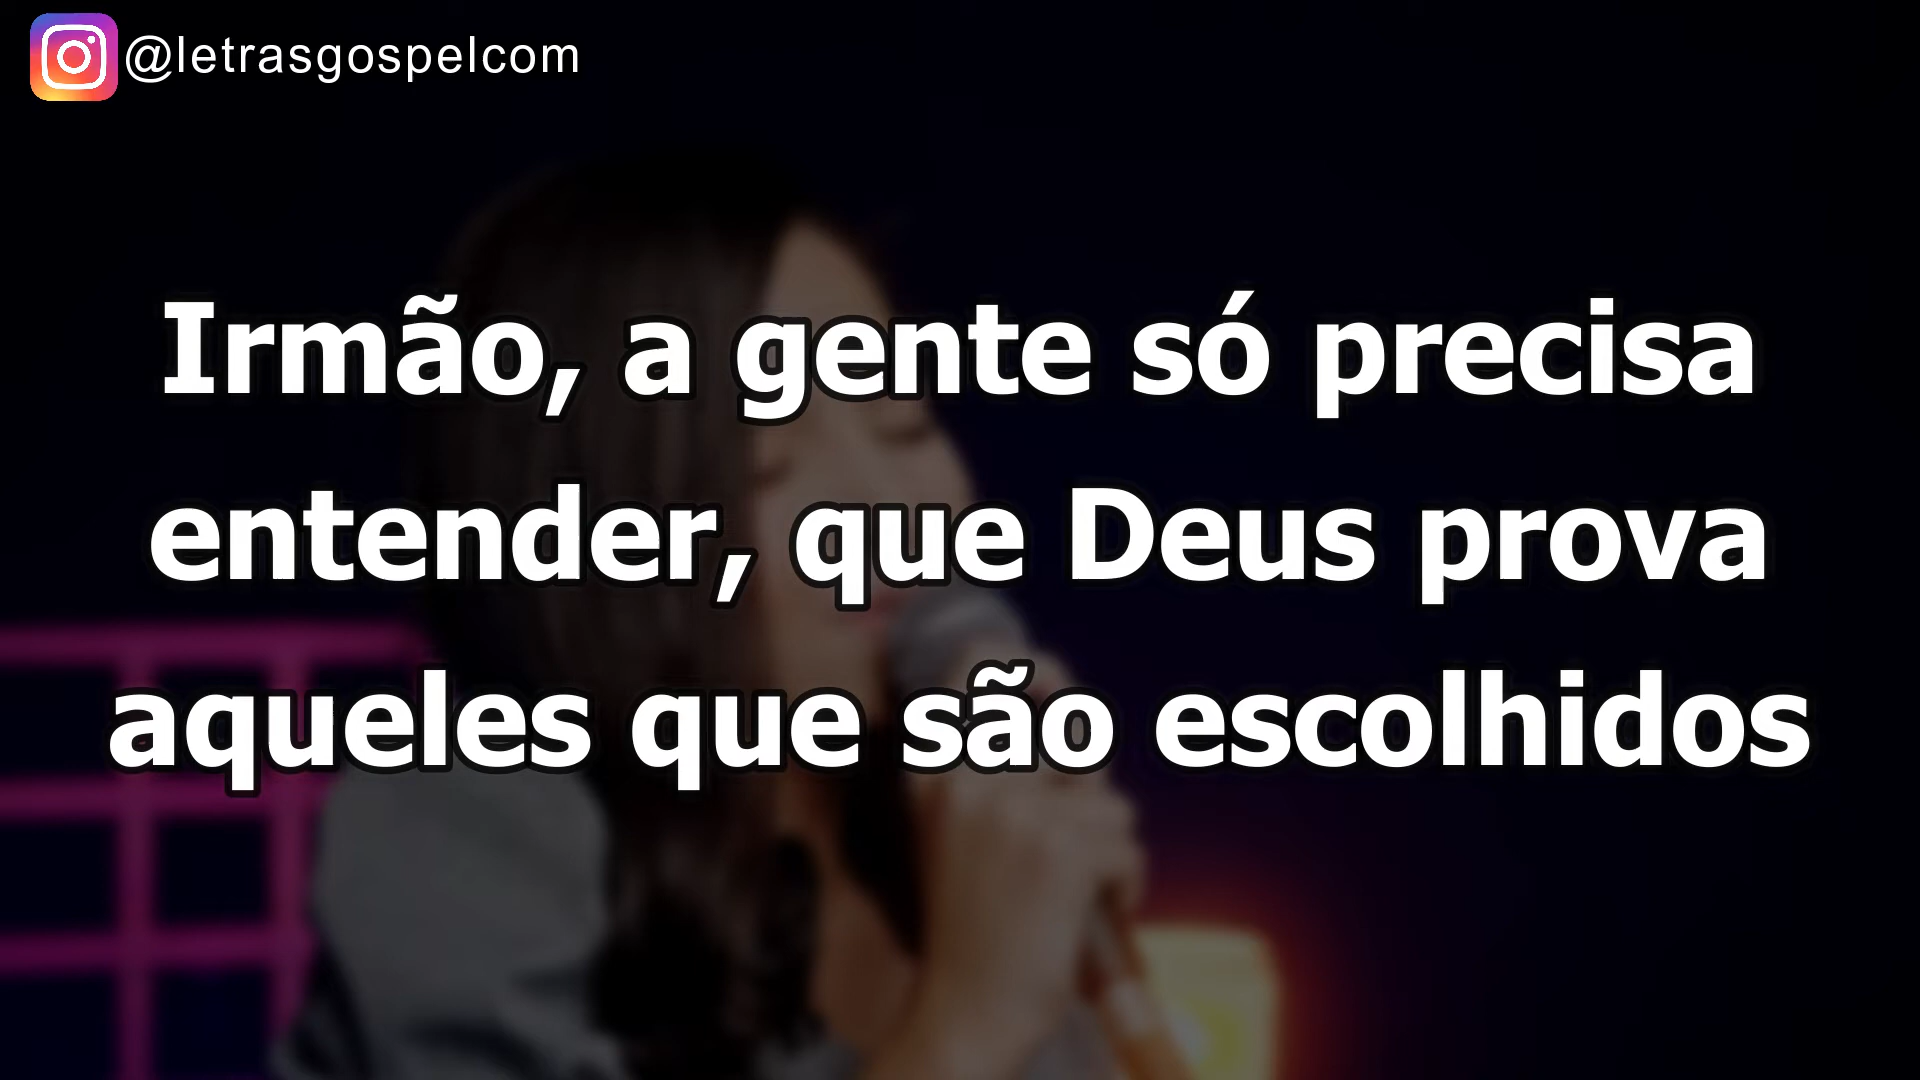 @letrasgospelcom
Irmão, a gente só precisa
entender, que Deus prova
aqueles que são escolhidos